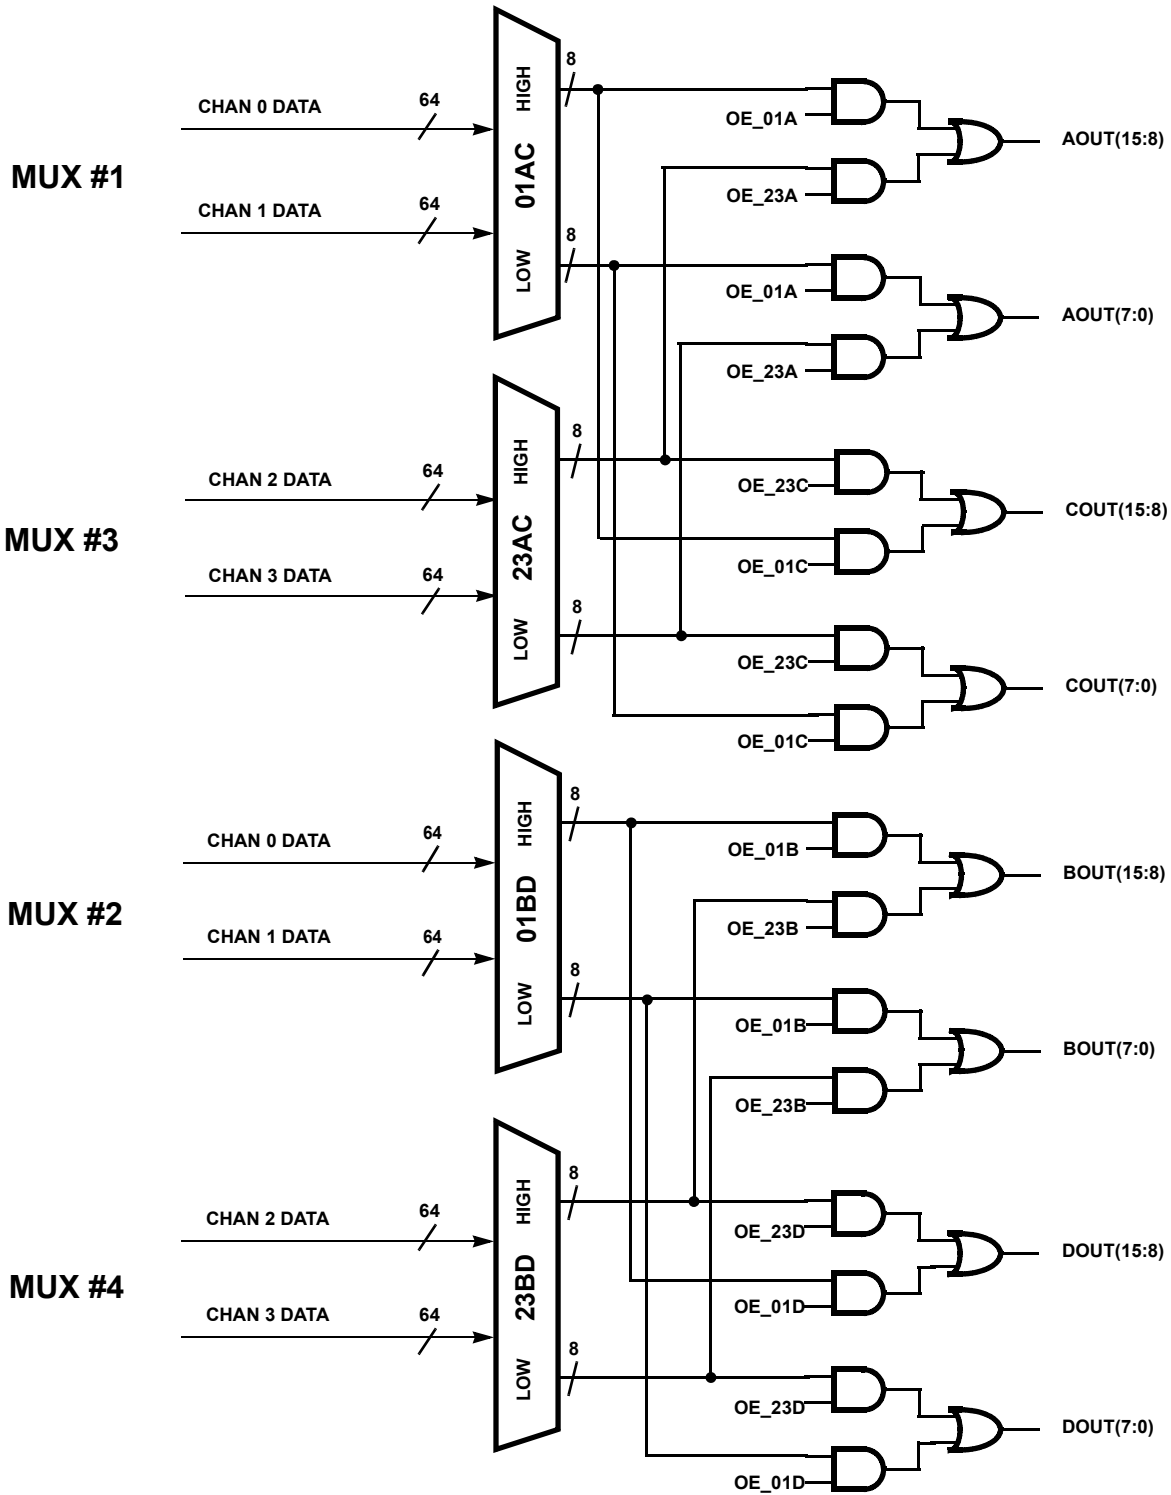 MUX #1
CHAN 0 DATA
64
CHAN 1 DATA
64
HIGH
01AC
LOW
8
8
OE_01A
OE_23A
AOUT(15:8)
OE_01A
OE_23A
AOUT(7:0)
MUX #3
CHAN 2 DATA
64
CHAN 3 DATA
64
HIGH
23AC
LOW
8
8
OE_23C
OE_01C
COUT(15:8)
OE_23C
OE_01C
COUT(7:0)
MUX #2
CHAN 0 DATA
64
CHAN 1 DATA
64
HIGH
01BD
LOW
8
8
OE_01B
OE_23B
BOUT(15:8)
OE_01B
OE_23B
BOUT(7:0)
MUX #4
CHAN 2 DATA
64
CHAN 3 DATA
64
HIGH
23BD
LOW
8
8
OE_23D
OE_01D
DOUT(15:8)
OE_23D
OE_01D
DOUT(7:0)